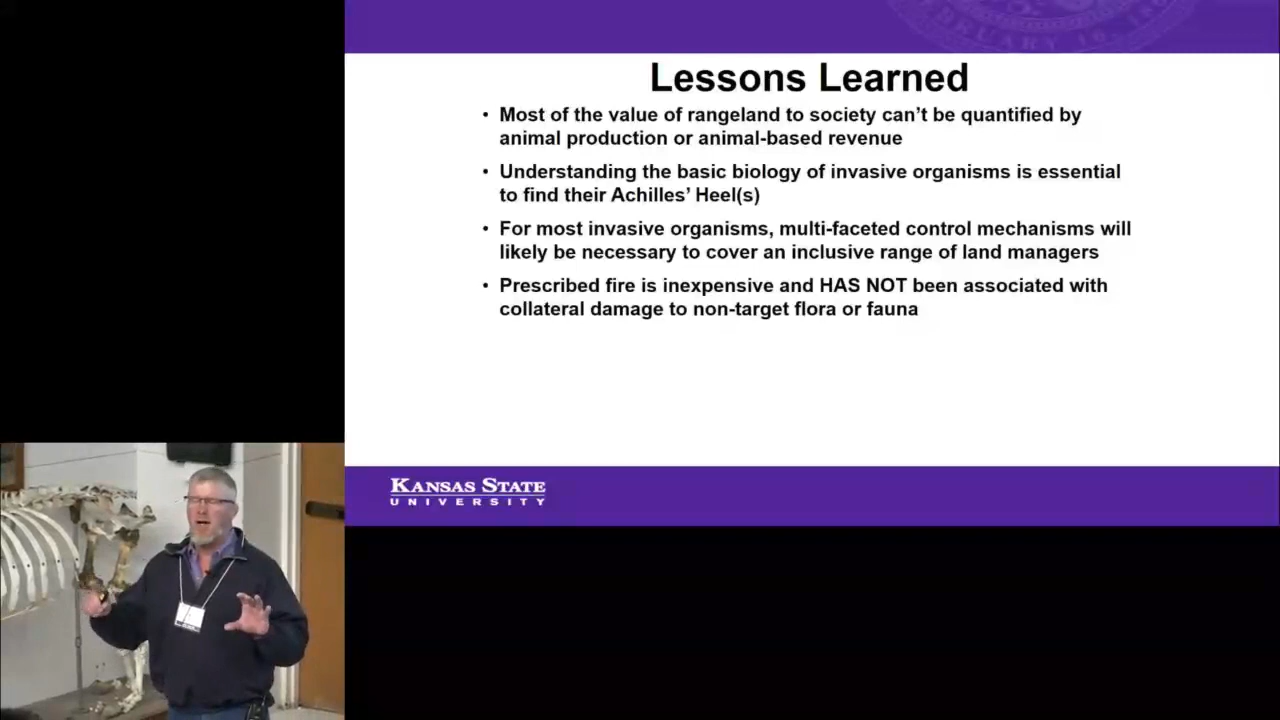 FEBRUARY 16, 186
Lessons Learned
• Most of the value of rangeland to society can't be quantified by
animal production or animal-based revenue
• Understanding the basic biology of invasive organisms is essential
to find their Achilles' Heel(s)
• For most invasive organisms, multi-faceted control mechanisms will
likely be necessary to cover an inclusive range of land managers
• Prescribed fire is inexpensive and HAS NOT been associated with
collateral damage to non-target flora or fauna
KANSAS STATE
UNIVERSITY